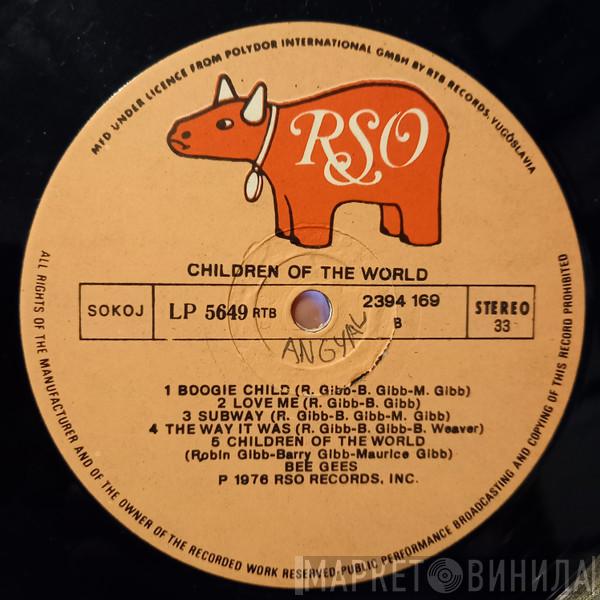 MFD UNDER LICENCE FROM POLYDOR INTERNATIONAL GMBH BY RTB RECORDS, YUGOSLAVIA
RSO
CHILDREN OF THE WORLD
SOKOJ
LP 5649 RTB
2394 169
B
STEREO
33
ANGYAL
1 BOOGIE CHILD (R. Gibb-B. Gibb-M. Gibb)
2 LOVE ME (R. Gibb-B. Gibb)
3 SUBWAY (R. Gibb-B. Gibb-M. Gibb)
4 THE WAY IT WAS (R. Gibb-B. Gibb-B. Weaver)
5 CHILDREN OF THE WORLD
(Robin Gibb-Barry Gibb-Maurice Gibb)
BEE GEES
P 1976 RSO RECORDS, INC.
ALL RIGHTS OF THE MANUFACTURER AND OF THE OWNER OF THE RECORDED WORK RESERVED-PUBLIC PERFORMANCE BROADCASTING AND COPYING OF THIS RECORD PROHIBITED
МАРКЕТ ВИНИЛА